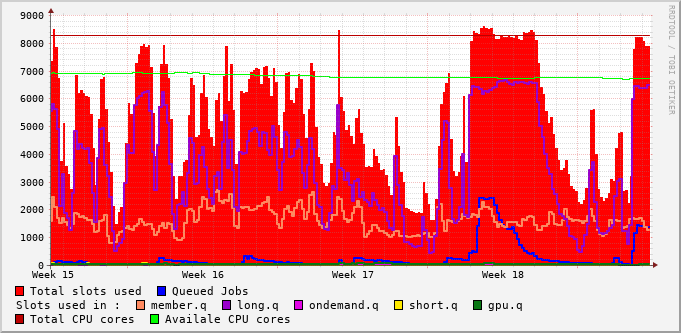 9000
8000
7000
6000
5000
4000
3000
2000
1000
0
Week 15 Week 16 Week 17 Week 18
RRDTOOL / TOBI OETIKER
Total slots used Queued Jobs
Slots used in : member.q long.q ondemand.q short.q gpu.q
Total CPU cores Availale CPU cores